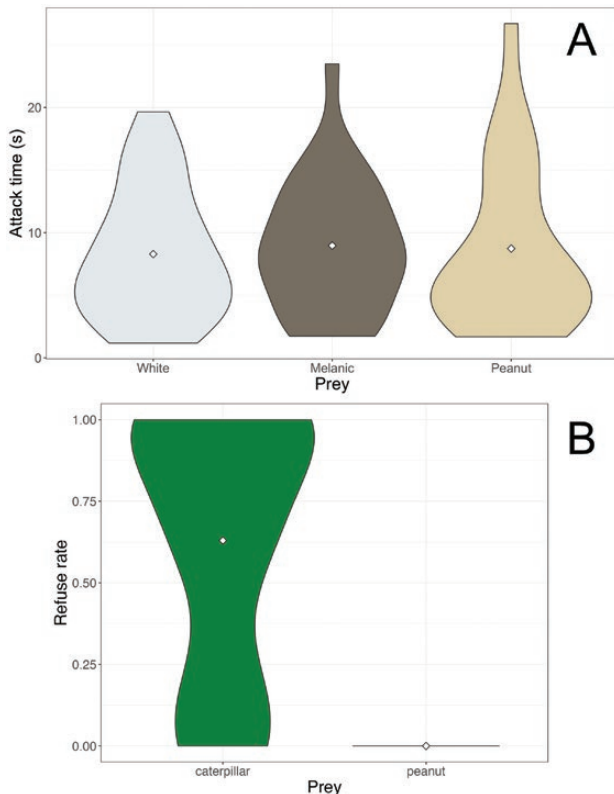 A
Attack time (s)
20
10
0
White Melanic Peanut
Prey
B
Refuse rate
1.00
0.75
0.50
0.25
0.00
caterpillar peanut
Prey